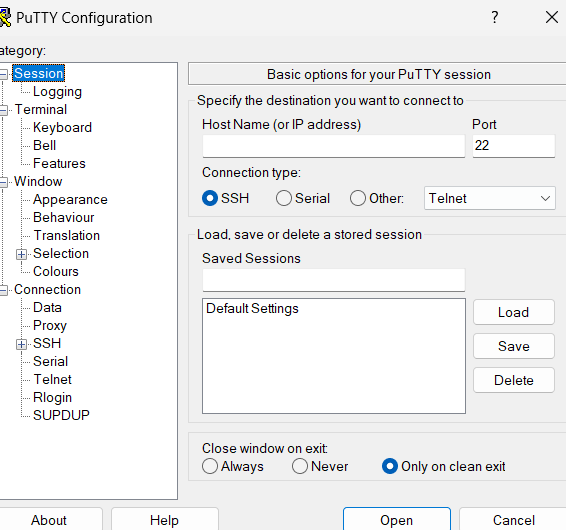 PuTTY Configuration
?
ategory:
Session
Logging
Terminal
Keyboard
Bell
Features
Window
Appearance
Behaviour
Translation
Selection
Colours
Connection
Data
Proxy
SSH
Serial
Telnet
Rlogin
SUPDUP
Basic options for your PuTTY session
Specify the destination you want to connect to
Host Name (or IP address) Port
22
Connection type:
SSH Serial Other: Telnet
Load, save or delete a stored session
Saved Sessions
Default Settings
Load
Save
Delete
Close window on exit:
Always Never Only on clean exit
About Help Open Cancel